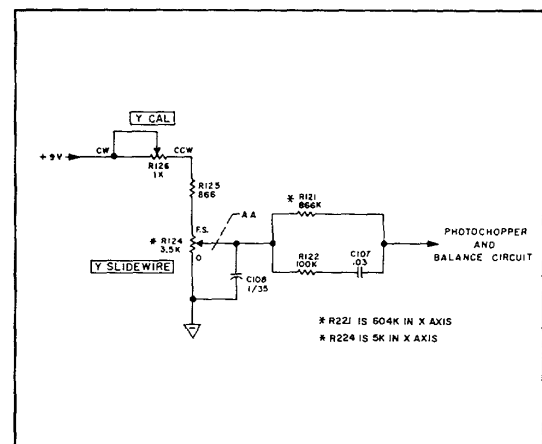 Y CAL
CW
CCW
+9V
R126
1K
R125
866
F.S.
AA
* R124
3.5K
O
Y SLIDEWIRE
C108
1/35
* R121
866K
R122
100K
C107
.03
PHOTOCHOPPER
AND
BALANCE CIRCUIT
* R221 IS 604K IN X AXIS
* R224 IS 5K IN X AXIS